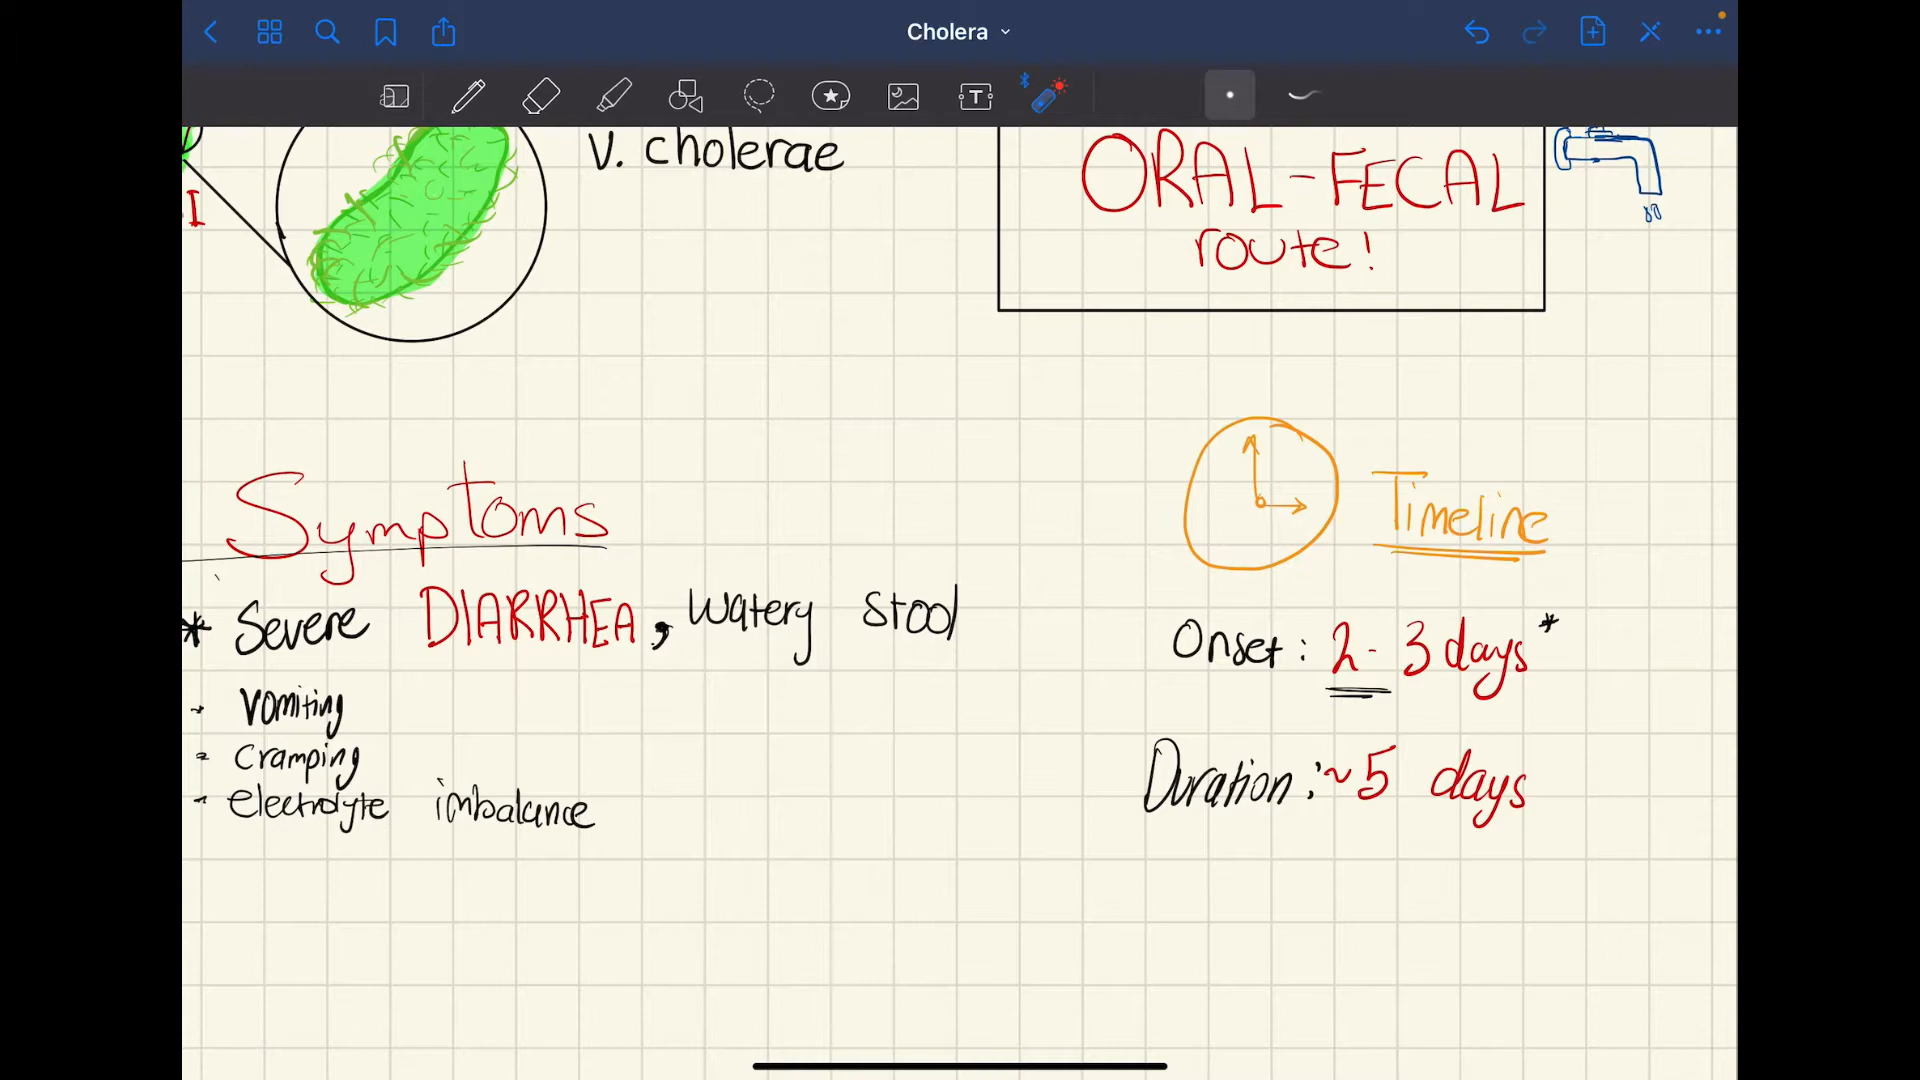 Cholera
T
V. cholerae
I
ORAL-FECAL
route!
Symptoms
Timeline
* Severe DIARRHEA, Watery Stool
- Vomiting
- Cramping
- electrolyte imbalance
Onset: 2-3 days*
Duration: ~5 days